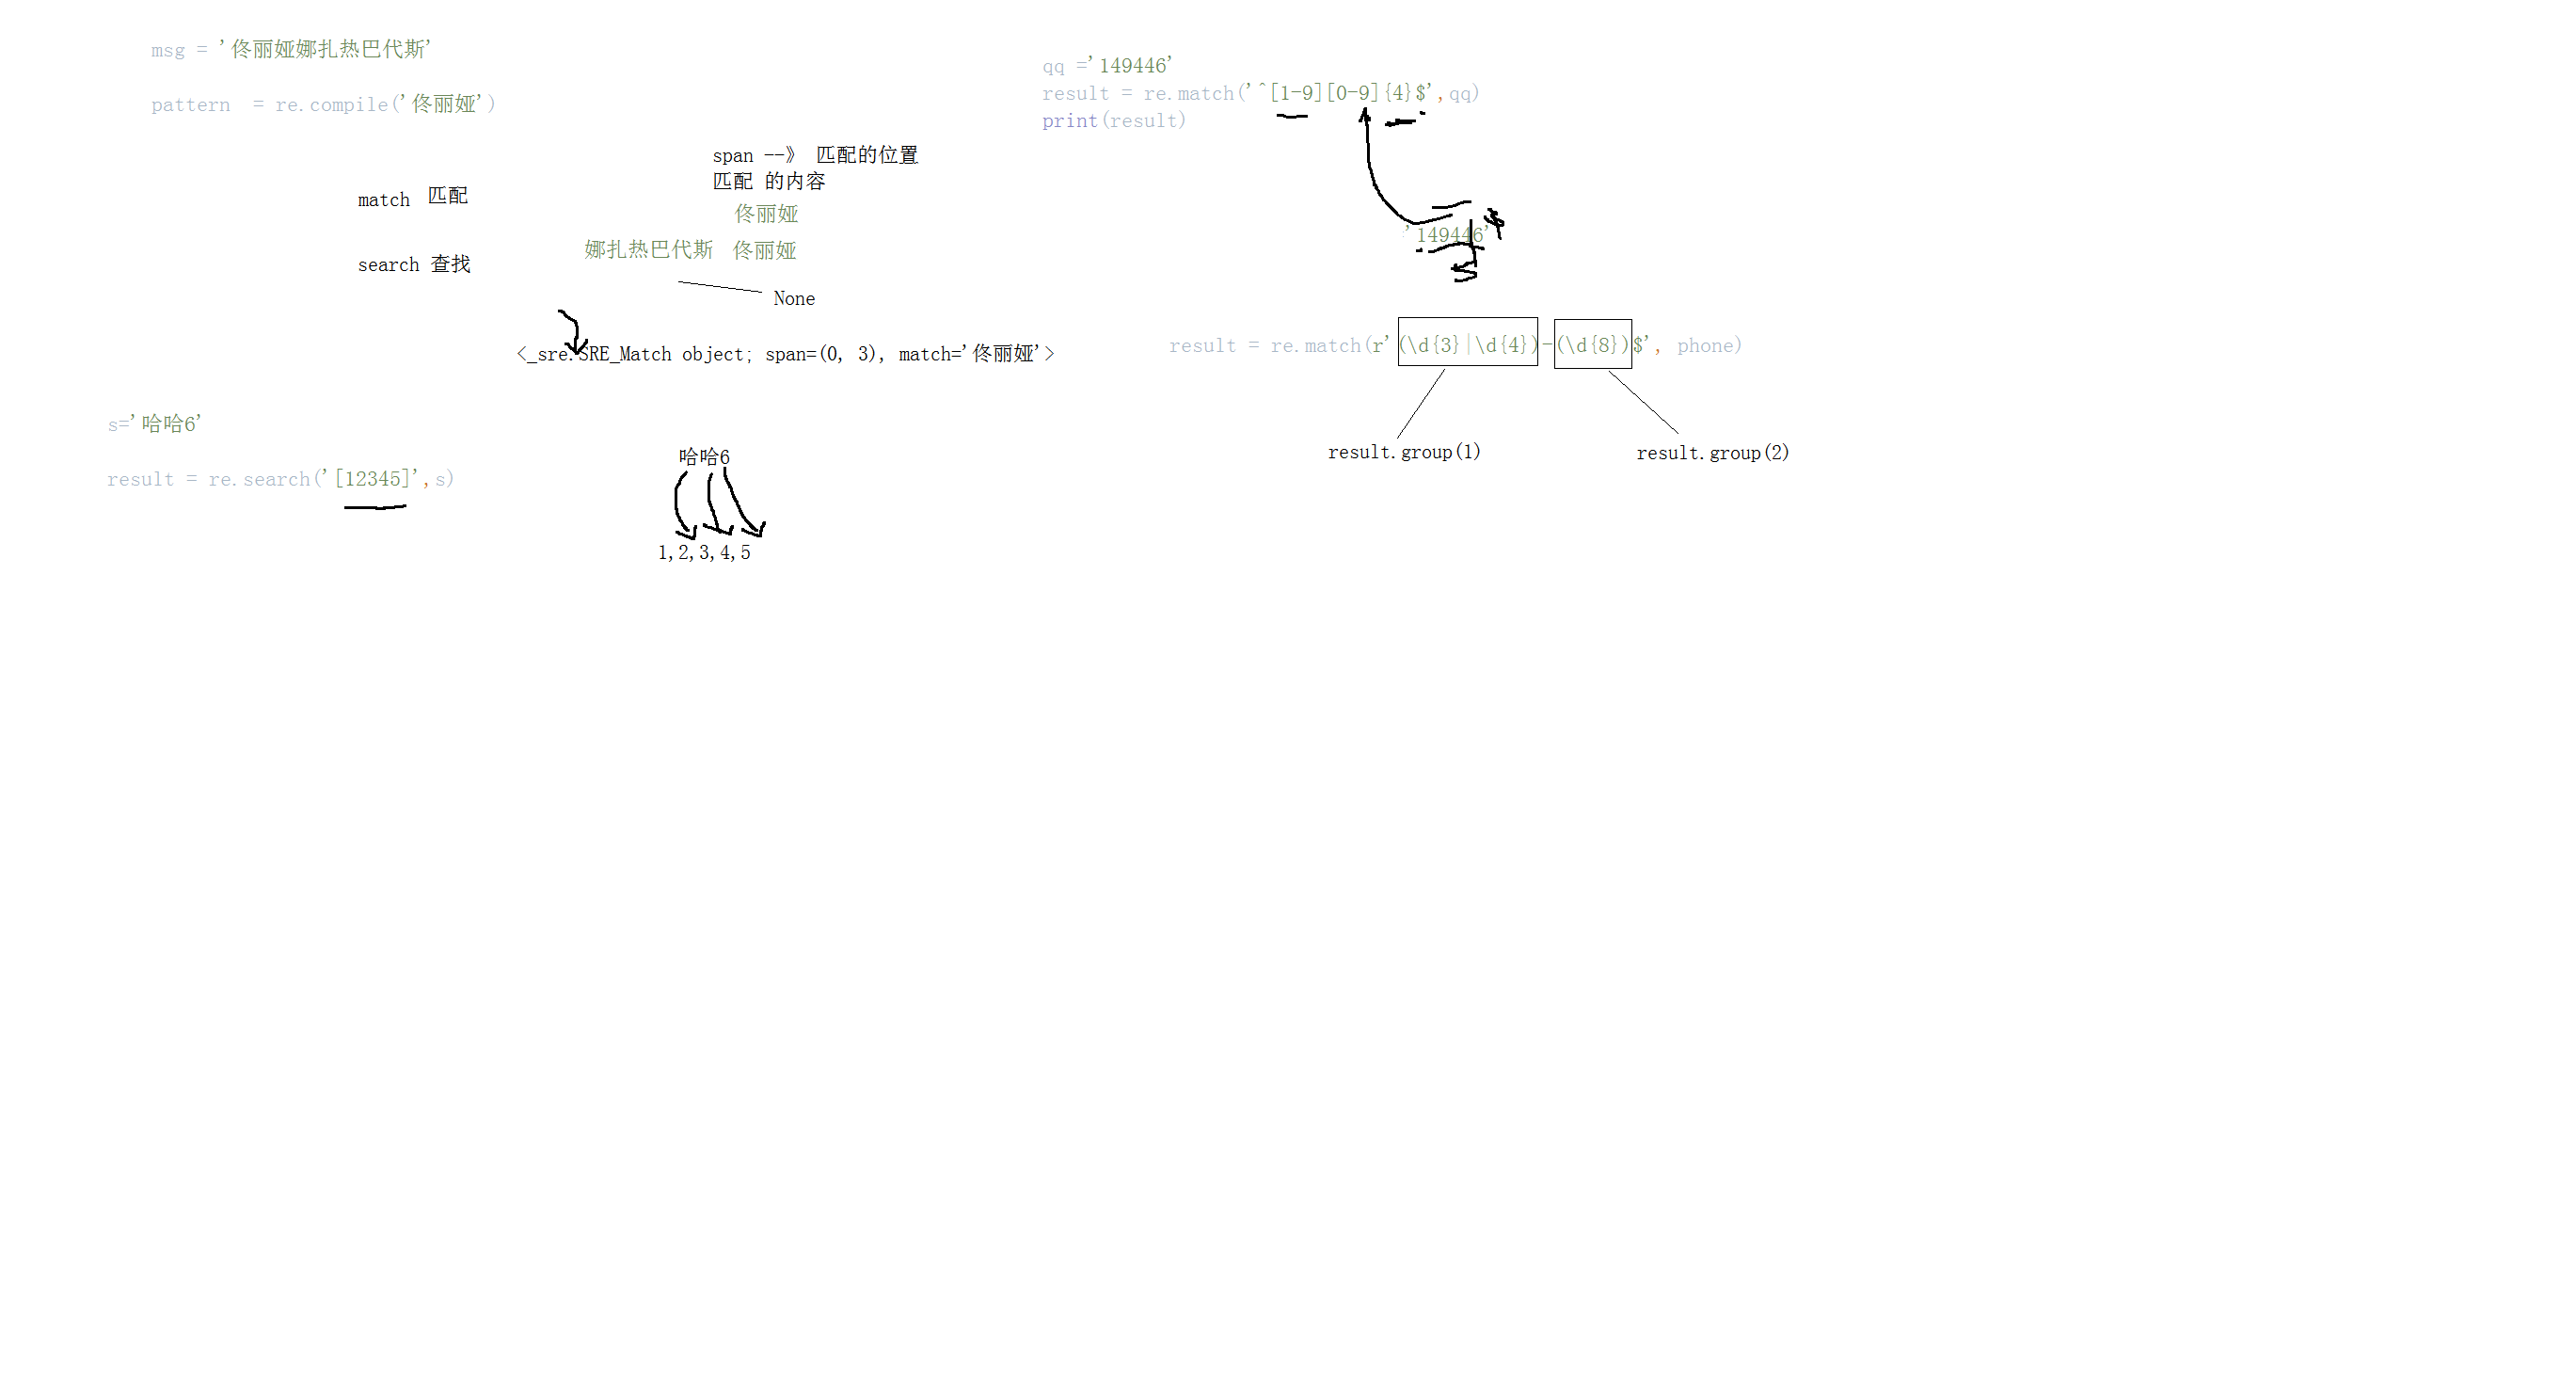 msg = '佟丽娅娜扎热巴代斯'
pattern  = re.compile('佟丽娅')
span --》 匹配的位置
匹配 的内容
match 匹配
佟丽娅
娜扎热巴代斯 佟丽娅
search 查找
None
<_sre.SRE_Match object; span=(0, 3), match='佟丽娅'>
s='哈哈6'
result = re.search('[12345]',s)
哈哈6
1,2,3,4,5
qq ='149446'
result = re.match('^[1-9][0-9]{4}$',qq)
print(result)
'149446'
result = re.match(r'(\d{3}|\d{4})-(\d{8})$', phone)
result.group(1)
result.group(2)